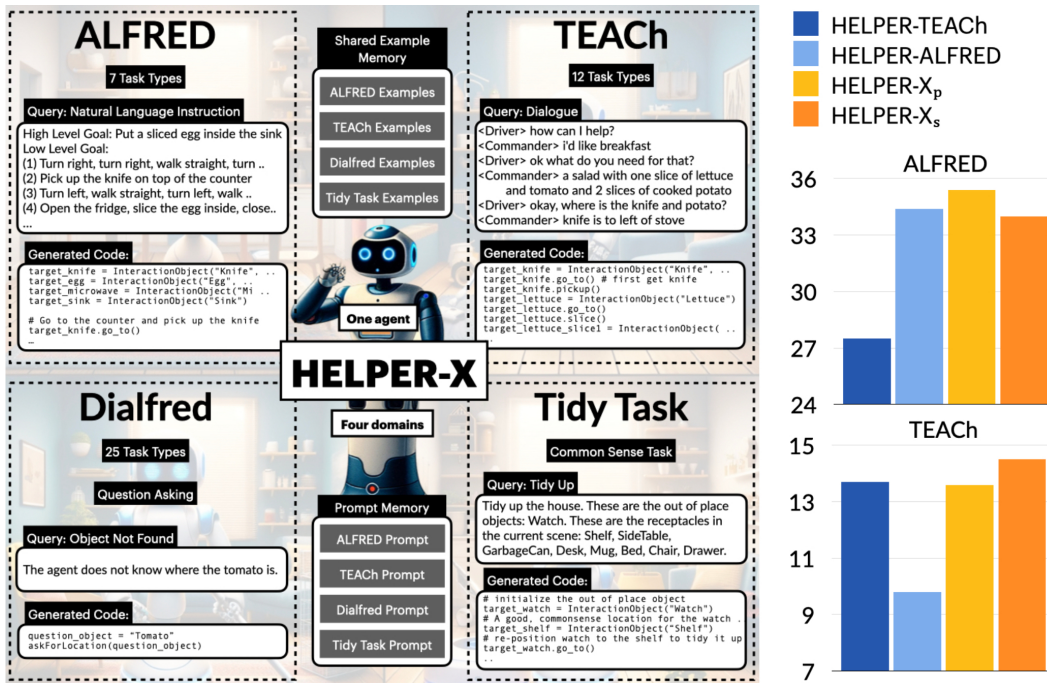 ALFRED
7 Task Types
Query: Natural Language Instruction
High Level Goal: Put a sliced egg inside the sink
Low Level Goal:
(1) Turn right, turn right, walk straight, turn ..
(2) Pick up the knife on top of the counter
(3) Turn left, walk straight, turn left, walk ..
(4) Open the fridge, slice the egg inside, close..
...
Generated Code:
target_knife = InteractionObject("Knife", ..
target_egg = InteractionObject("Egg", ..
target_microwave = InteractionObject("Mi ..
target_sink = InteractionObject("Sink")
# Go to the counter and pick up the knife
target_knife.go_to()
…
Shared Example
Memory
ALFRED Examples
TEACh Examples
Dialfred Examples
Tidy Task Examples
One agent
HELPER-X
Four domains
Prompt Memory
ALFRED Prompt
TEACh Prompt
Dialfred Prompt
Tidy Task Prompt
TEACh
12 Task Types
Query: Dialogue
<Driver> how can I help?
<Commander> i'd like breakfast
<Driver> ok what do you need for that?
<Commander> a salad with one slice of lettuce
and tomato and 2 slices of cooked potato
<Driver> okay, where is the knife and potato?
<Commander> knife is to left of stove
Generated Code:
target_knife = InteractionObject("Knife", ..
target_knife.go_to() # first get knife
target_knife.pickup()
target_lettuce = InteractionObject("Lettuce")
target_lettuce.go_to()
target_lettuce.slice()
target_lettuce_slice1 = InteractionObject( ..
..
Dialfred
25 Task Types
Question Asking
Query: Object Not Found
The agent does not know where the tomato is.
Generated Code:
question_object = "Tomato"
askForLocation(question_object)
Tidy Task
Common Sense Task
Query: Tidy Up
Tidy up the house. These are the out of place
objects: Watch. These are the receptacles in
the current scene: Shelf, SideTable,
GarbageCan, Desk, Mug, Bed, Chair, Drawer.
Generated Code:
# initialize the out of place object
target_watch = InteractionObject("Watch")
# A good, commonsense location for the watch .
target_shelf = InteractionObject("Shelf")
# re-position watch to the shelf to tidy it up
target_watch.go_to()
..
HELPER-TEACh
HELPER-ALFRED
HELPER-Xp
HELPER-Xs
ALFRED
36
33
30
27
24
TEACh
15
13
11
9
7